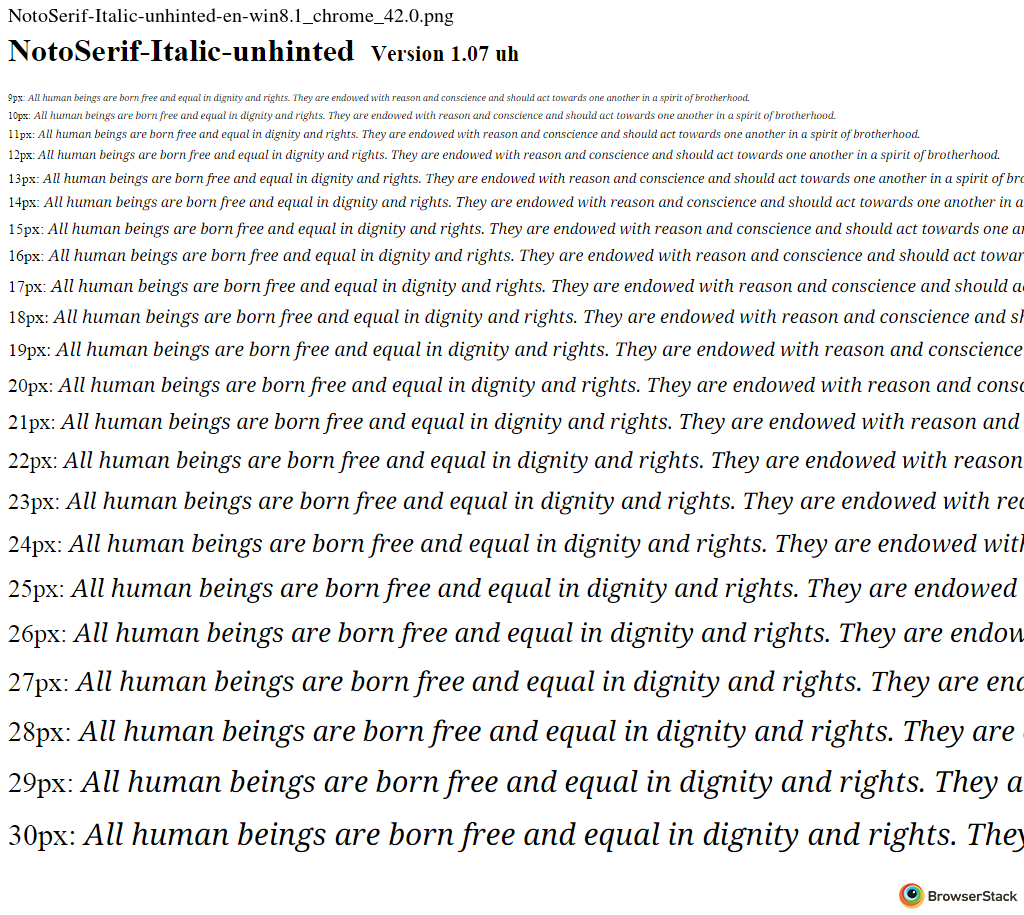 NotoSerif-Italic-unhinted-en-win8.1_chrome_42.0.png
NotoSerif-Italic-unhinted Version 1.07 uh
9px: All human beings are born free and equal in dignity and rights. They are endowed with reason and conscience and should act towards one another in a spirit of brotherhood.
10px: All human beings are born free and equal in dignity and rights. They are endowed with reason and conscience and should act towards one another in a spirit of brotherhood.
11px: All human beings are born free and equal in dignity and rights. They are endowed with reason and conscience and should act towards one another in a spirit of brotherhood.
12px: All human beings are born free and equal in dignity and rights. They are endowed with reason and conscience and should act towards one another in a spirit of brotherhood.
13px: All human beings are born free and equal in dignity and rights. They are endowed with reason and conscience and should act towards one another in a spirit of bro
14px: All human beings are born free and equal in dignity and rights. They are endowed with reason and conscience and should act towards one another in a
15px: All human beings are born free and equal in dignity and rights. They are endowed with reason and conscience and should act towards one an
16px: All human beings are born free and equal in dignity and rights. They are endowed with reason and conscience and should act towar
17px: All human beings are born free and equal in dignity and rights. They are endowed with reason and conscience and should a
18px: All human beings are born free and equal in dignity and rights. They are endowed with reason and conscience and sh
19px: All human beings are born free and equal in dignity and rights. They are endowed with reason and conscience
20px: All human beings are born free and equal in dignity and rights. They are endowed with reason and consc
21px: All human beings are born free and equal in dignity and rights. They are endowed with reason and
22px: All human beings are born free and equal in dignity and rights. They are endowed with reason
23px: All human beings are born free and equal in dignity and rights. They are endowed with rea
24px: All human beings are born free and equal in dignity and rights. They are endowed with
25px: All human beings are born free and equal in dignity and rights. They are endowed
26px: All human beings are born free and equal in dignity and rights. They are endow
27px: All human beings are born free and equal in dignity and rights. They are end
28px: All human beings are born free and equal in dignity and rights. They are
29px: All human beings are born free and equal in dignity and rights. They a
30px: All human beings are born free and equal in dignity and rights. They
BrowserStack